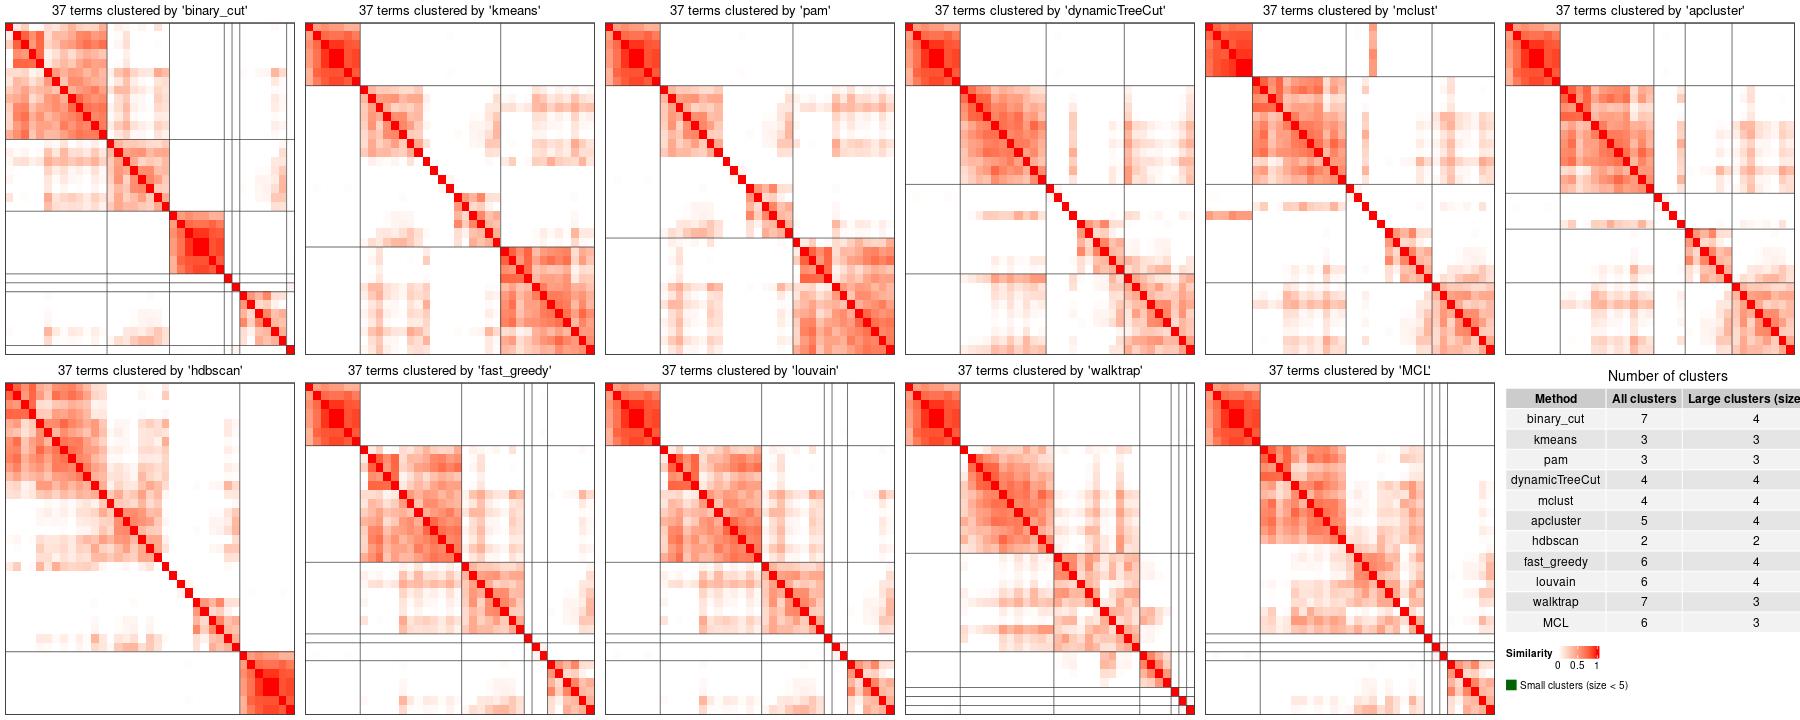 37 terms clustered by 'binary_cut'
37 terms clustered by 'kmeans'
37 terms clustered by 'pam'
37 terms clustered by 'dynamicTreeCut'
37 terms clustered by 'mclust'
37 terms clustered by 'apcluster'
37 terms clustered by 'hdbscan'
37 terms clustered by 'fast_greedy'
37 terms clustered by 'louvain'
37 terms clustered by 'walktrap'
37 terms clustered by 'MCL'
Number of clusters
Method All clusters Large clusters (size
binary_cut 7 4
kmeans 3 3
pam 3 3
dynamicTreeCut 4 4
mclust 4 4
apcluster 5 4
hdbscan 2 2
fast_greedy 6 4
louvain 6 4
walktrap 7 3
MCL 6 3
Similarity
0 0.5 1
Small clusters (size < 5)